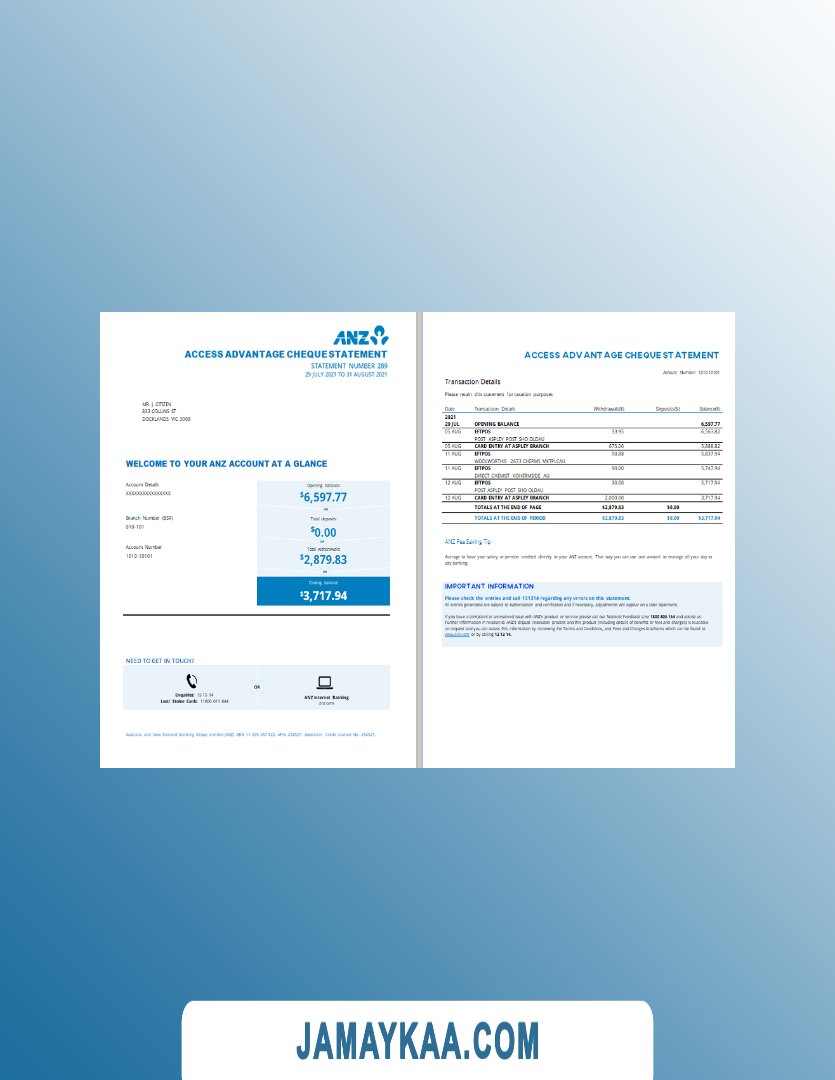 ANZ
ACCESS ADVANTAGE CHEQUE STATEMENT
STATEMENT NUMBER 289
29 JULY 2021 TO 31 AUGUST 2021
MR. J. CITIZEN
833 COLLINS ST
DOCKLANDS VIC 3008
WELCOME TO YOUR ANZ ACCOUNT AT A GLANCE
Account Details
XXXXXXXXXXXXXXXX
Branch Number (BSB)
010-101
Account Number
1010-10101
Opening balance:
$6,597.77
OR
Total deposits:
$0.00
OR
Total withdrawals:
$2,879.83
OR
Closing balance:
$3,717.94
NEED TO GET IN TOUCH?
Enquiries: 13 13 14
Lost/ Stolen Cards:
OR
ANZ Internet Banking
anz.com
Australia and New Zealand Banking Group Limited (ANZ) ABN 11 005 357 522. AFSL 234527. Australian Credit Licence No. 234527.
ACCESS ADVANTAGE CHEQUE STATEMENT
Account Number 1010-10101
Transaction Details
Please retain this statement for taxation purposes.
Date Transaction Details Withdrawals($) Deposits($) Balance($)
2021
29 JUL OPENING BALANCE 6,597.77
05 AUG EFTPOS 33.95 6,563.82
POST ASPLEY POST SHO OLDAU
05 AUG CARD ENTRY AT ASPLEY BRANCH 675.00 5,888.82
11 AUG EFTPOS 50.88 5,837.94
WOOLWORTHS 2673 CHERMS MKTPLCAU
11 AUG EFTPOS 90.00 5,747.94
DIRECT CHEMIST
12 AUG EFTPOS 30.00 5,717.94
POST ASPLEY POST SHO OLDAU
12 AUG CARD ENTRY AT ASPLEY BRANCH 2,000.00 3,717.94
TOTALS AT THE END OF PAGE $2,879.83 $0.00
TOTALS AT THE END OF PERIOD $2,879.83 $0.00 $3,717.94
ANZ Fee Saving Tip
to have your salary or pension credited directly to your ANZ account. That way you can use one account to manage all your day to
day banking.
IMPORTANT INFORMATION
Please check the entries and call 131314 regarding any errors on this statement.
All entries generated are subject to authorisation and verification and if necessary, adjustments will appear on a later statement.
If you have a complaint or unresolved issue with ANZ's product or service please call our National Feedback Line 1800 805 154 and advise us.
Further information in relation to ANZ's dispute resolution process and this product (including details of benefits or fees and charges) is available
on request and you can access this information by reviewing the Terms and Conditions, and Fees and Charges brochures which can be found at
www.anz.com or by calling 13 13 14.
JAMAYKAA.COM